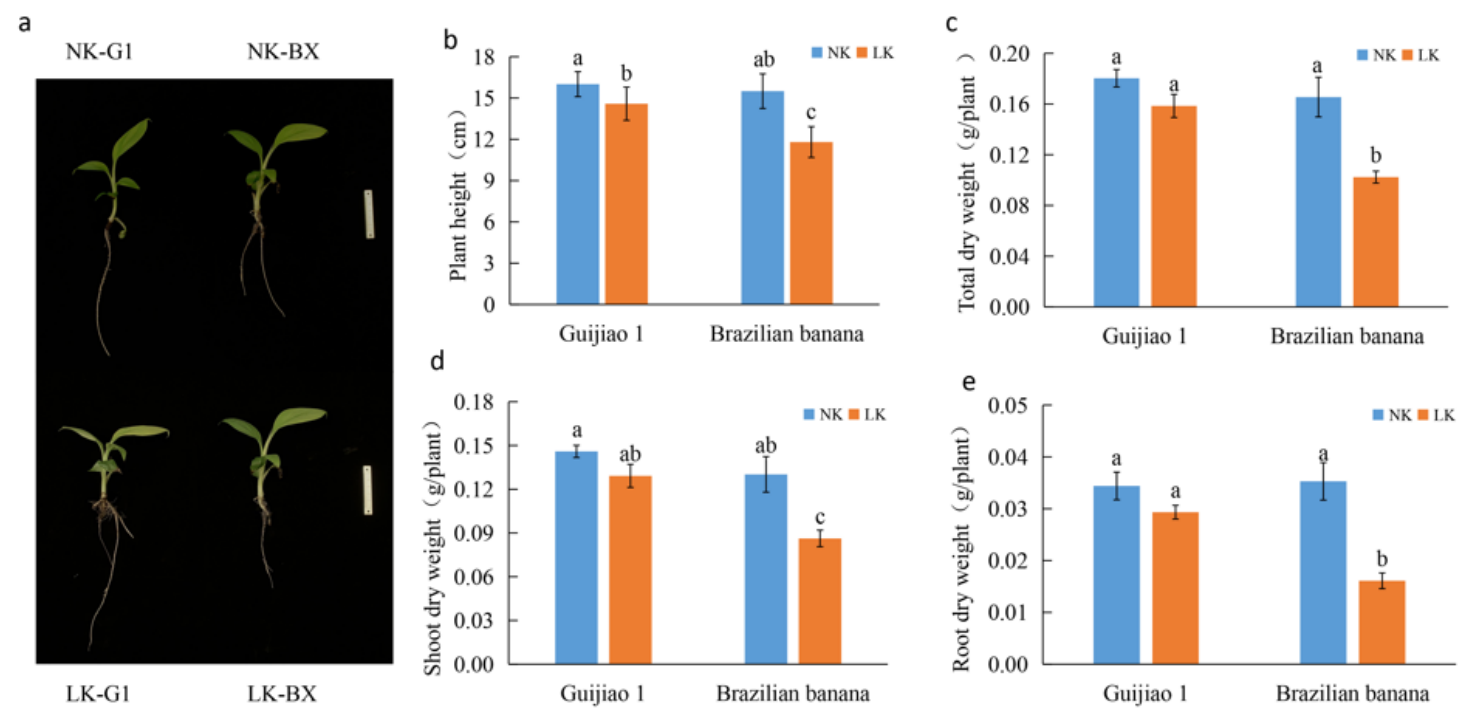 a
NK-G1 NK-BX
LK-G1 LK-BX
b
NK LK
Plant height（cm）
18
15
12
9
6
3
0
a b ab c
Guijiao 1 Brazilian banana
c
NK LK
Total dry weight（g/plant）
0.20
0.16
0.12
0.08
0.04
0.00
a a a b
Guijiao 1 Brazilian banana
d
NK LK
Shoot dry weight（g/plant）
0.18
0.15
0.12
0.09
0.06
0.03
0.00
a ab ab c
Guijiao 1 Brazilian banana
e
NK LK
Root dry weight（g/plant）
0.05
0.04
0.03
0.02
0.01
0.00
a a a b
Guijiao 1 Brazilian banana